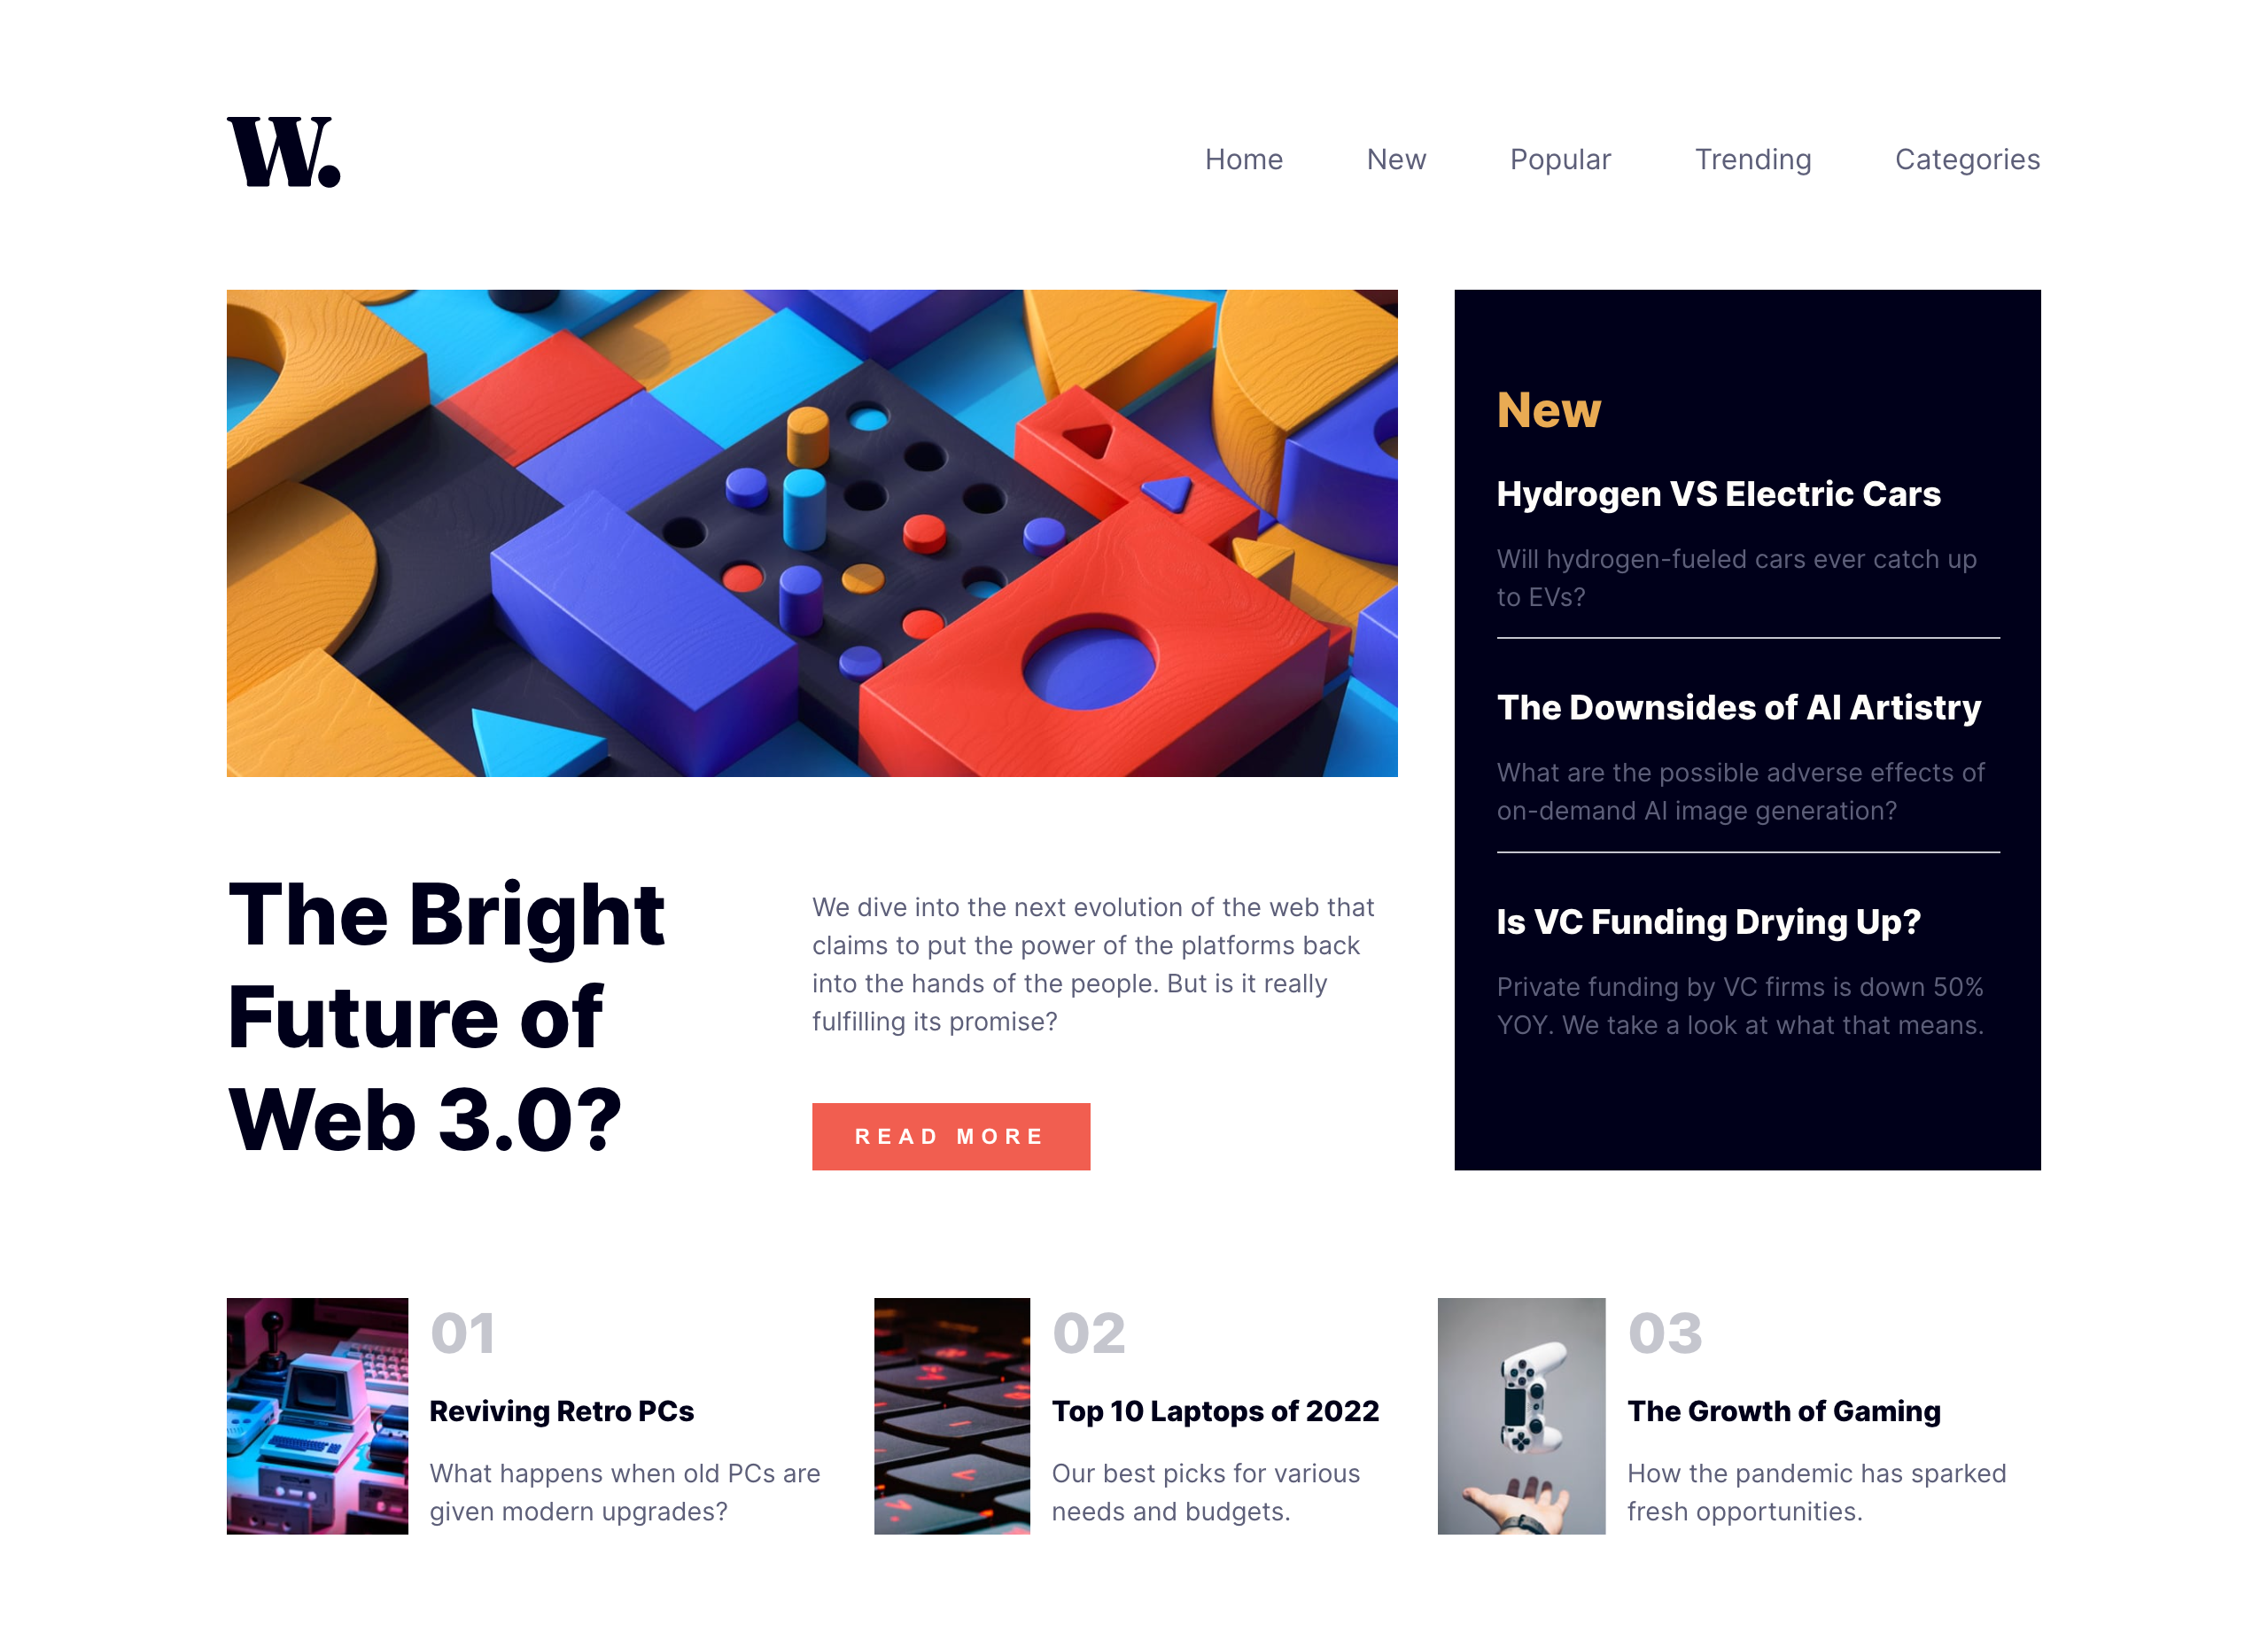 W.
Home New Popular Trending Categories
The Bright
Future of
Web 3.0?
We dive into the next evolution of the web that
claims to put the power of the platforms back
into the hands of the people. But is it really
fulfilling its promise?
READ MORE
New
Hydrogen VS Electric Cars
Will hydrogen-fueled cars ever catch up
to EVs?
The Downsides of AI Artistry
What are the possible adverse effects of
on-demand AI image generation?
Is VC Funding Drying Up?
Private funding by VC firms is down 50%
YOY. We take a look at what that means.
01
Reviving Retro PCs
What happens when old PCs are
given modern upgrades?
02
Top 10 Laptops of 2022
Our best picks for various
needs and budgets.
03
The Growth of Gaming
How the pandemic has sparked
fresh opportunities.